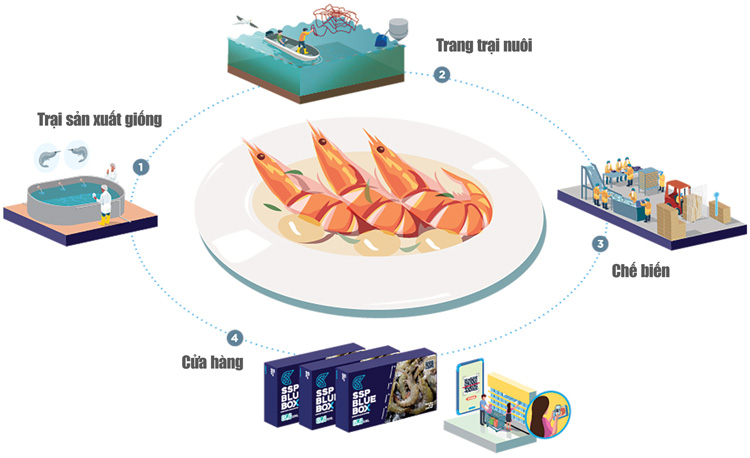 Trang trại nuôi
2
Trại sản xuất giống
1
3
Chế biến
4
Cửa hàng
SSP
BLUE
BOX
SSP
BLUE
BOX
SSP
BLUE
BOX